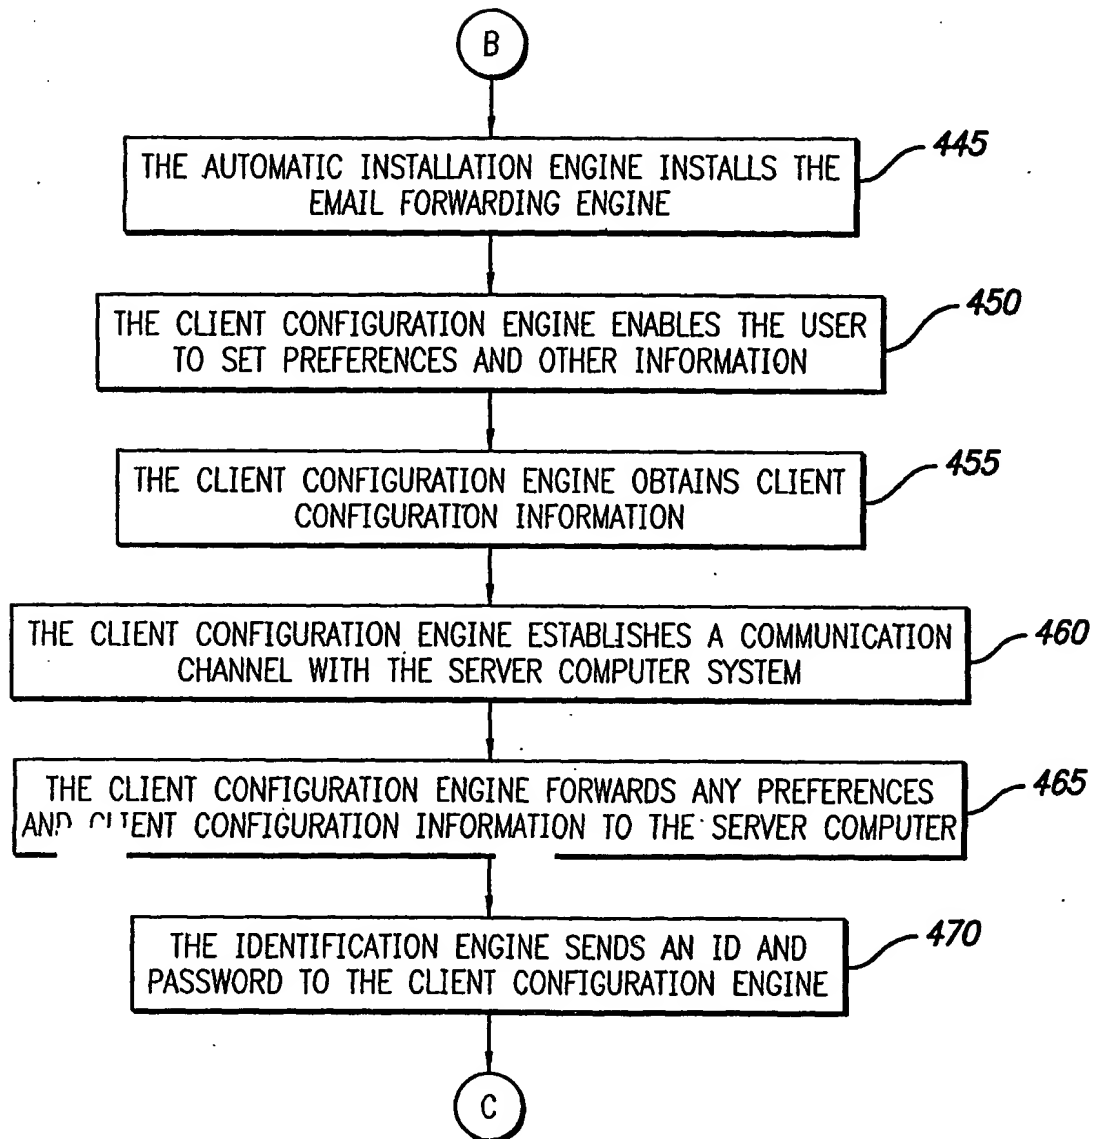 B
THE AUTOMATIC INSTALLATION ENGINE INSTALLS THE
EMAIL FORWARDING ENGINE
445
THE CLIENT CONFIGURATION ENGINE ENABLES THE USER
TO SET PREFERENCES AND OTHER INFORMATION
450
THE CLIENT CONFIGURATION ENGINE OBTAINS CLIENT
CONFIGURATION INFORMATION
455
THE CLIENT CONFIGURATION ENGINE ESTABLISHES A COMMUNICATION
CHANNEL WITH THE SERVER COMPUTER SYSTEM
460
THE CLIENT CONFIGURATION ENGINE FORWARDS ANY PREFERENCES
AND CLIENT CONFIGURATION INFORMATION TO THE SERVER COMPUTER
465
THE IDENTIFICATION ENGINE SENDS AN ID AND
PASSWORD TO THE CLIENT CONFIGURATION ENGINE
470
C